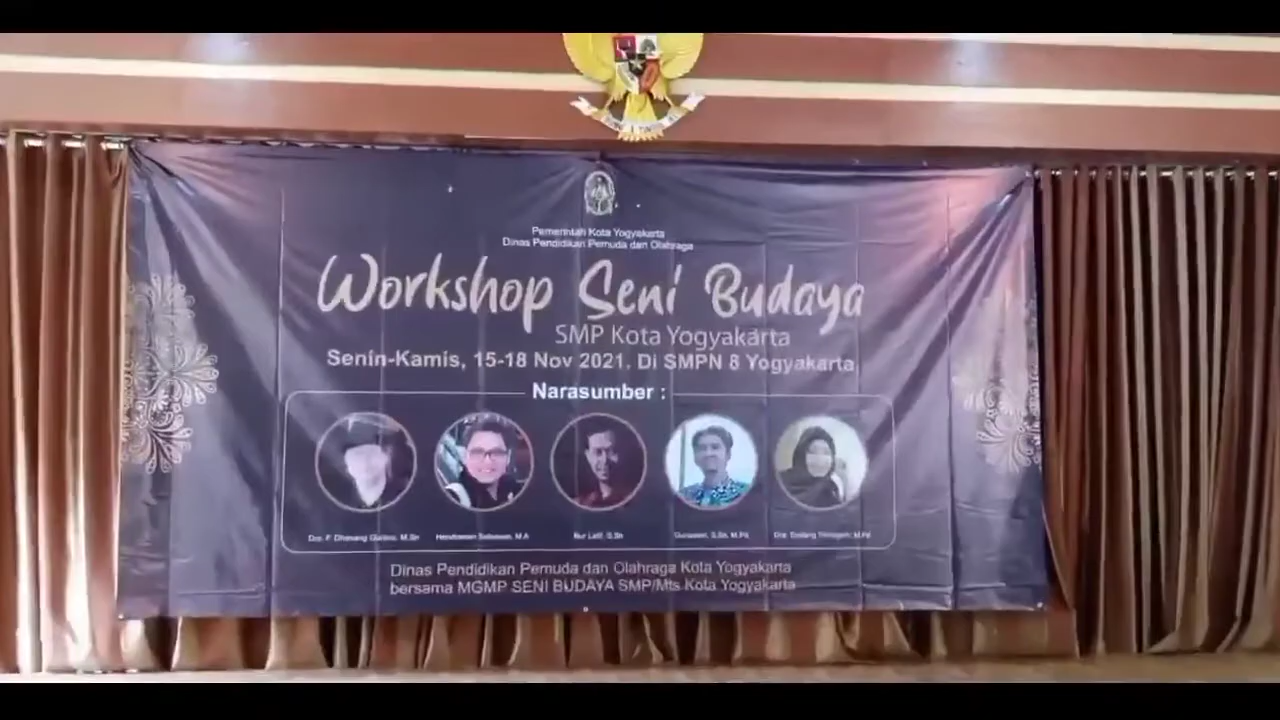 Pemerintah Kota Yogyakarta
Dinas Pendidikan Pemuda dan Olahraga
Workshop Seni Budaya
SMP Kota Yogyakarta
Senin-Kamis, 15-18 Nov 2021. Di SMPN 8 Yogyakarta
Narasumber :
Nur Latif, S.Sn
Dinas Pendidikan Pemuda dan Olahraga Kota Yogyakarta
bersama MGMP SENI BUDAYA SMP/Mts Kota Yogyakarta